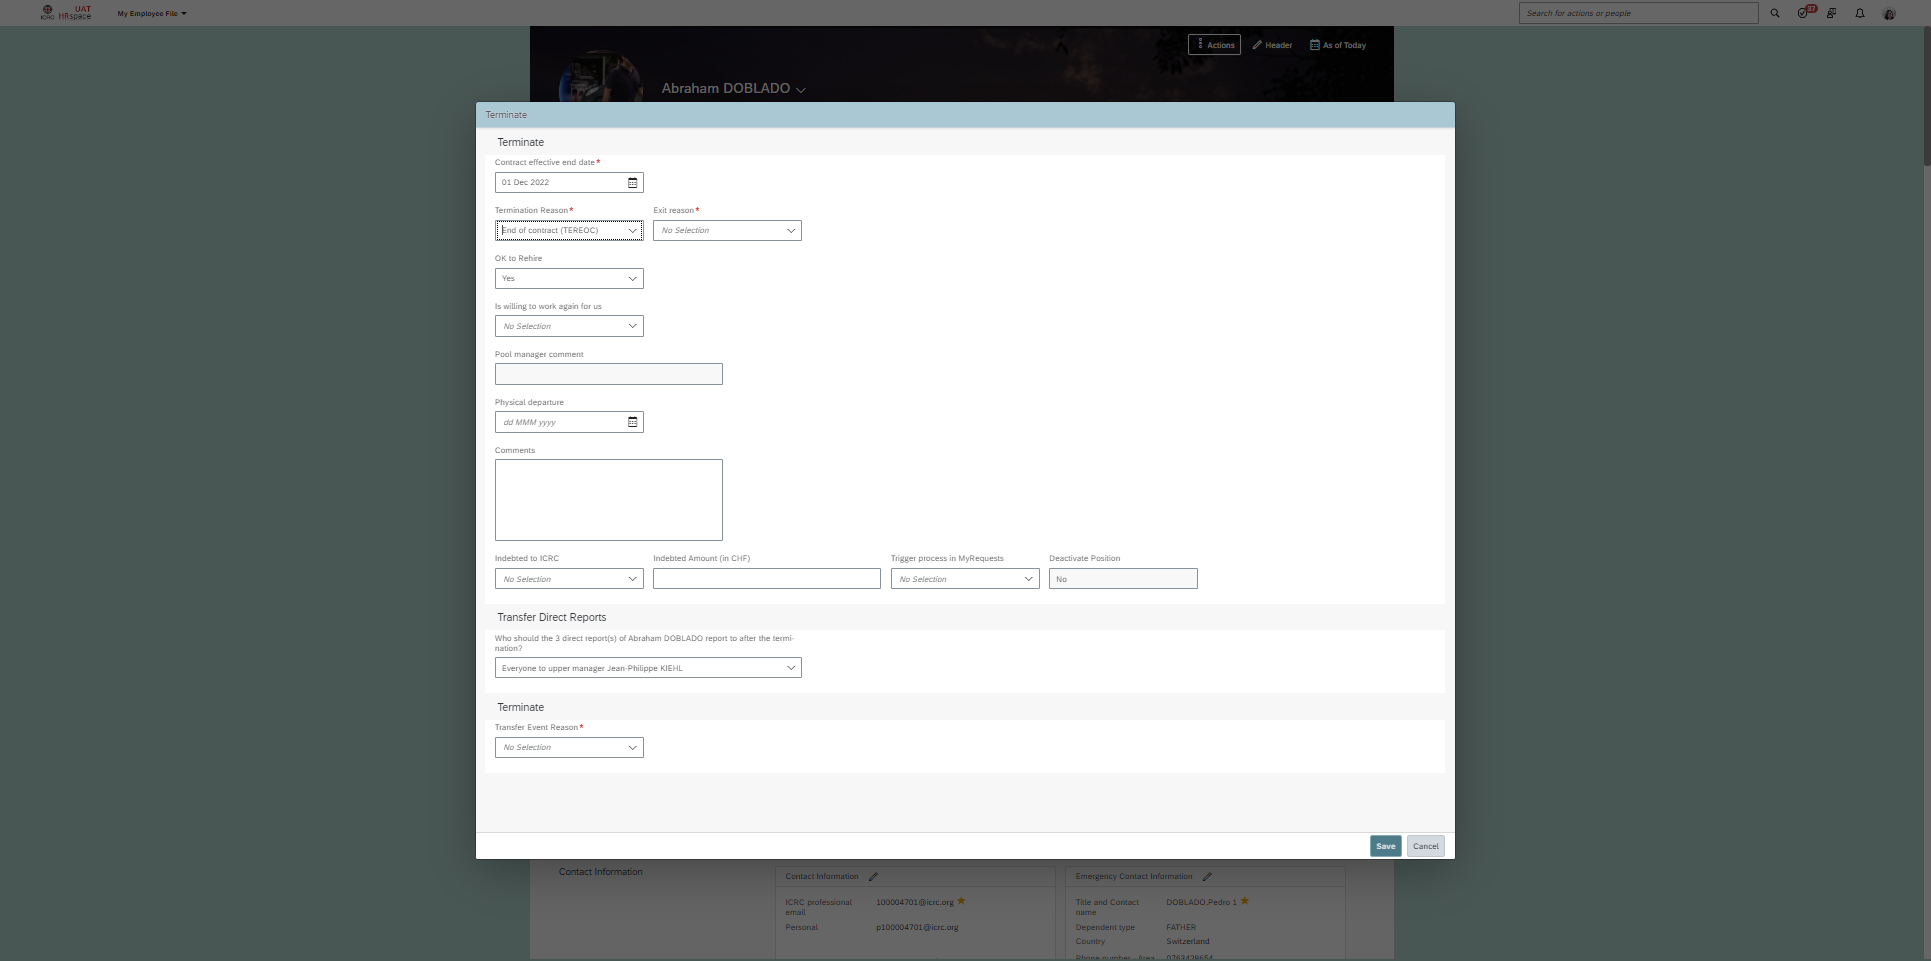 ICRC
UAT
HRspace
My Employee File
Search for actions or people
37
Actions
Header
As of Today
Abraham DOBLADO
Terminate
Terminate
Contract effective end date*
01 Dec 2022
Termination Reason* Exit reason*
End of contract (TEREOC) No Selection
OK to Rehire
Yes
Is willing to work again for us
No Selection
Pool manager comment
Physical departure
dd MMM yyyy
Comments
Indebted to ICRC Indebted Amount (in CHF) Trigger process in MyRequests Deactivate Position
No Selection No Selection No
Transfer Direct Reports
Who should the 3 direct report(s) of Abraham DOBLADO report to after the termi-
nation?
Everyone to upper manager Jean-Philippe KIEHL
Terminate
Transfer Event Reason*
No Selection
Save Cancel
Contact Information
Contact Information
ICRC professional 100004701@icrc.org
email
Personal p100004701@icrc.org
Emergency Contact Information
Title and Contact DOBLADO,Pedro 1
name
Dependent type FATHER
Country Switzerland
Phone number - Area 0763429654